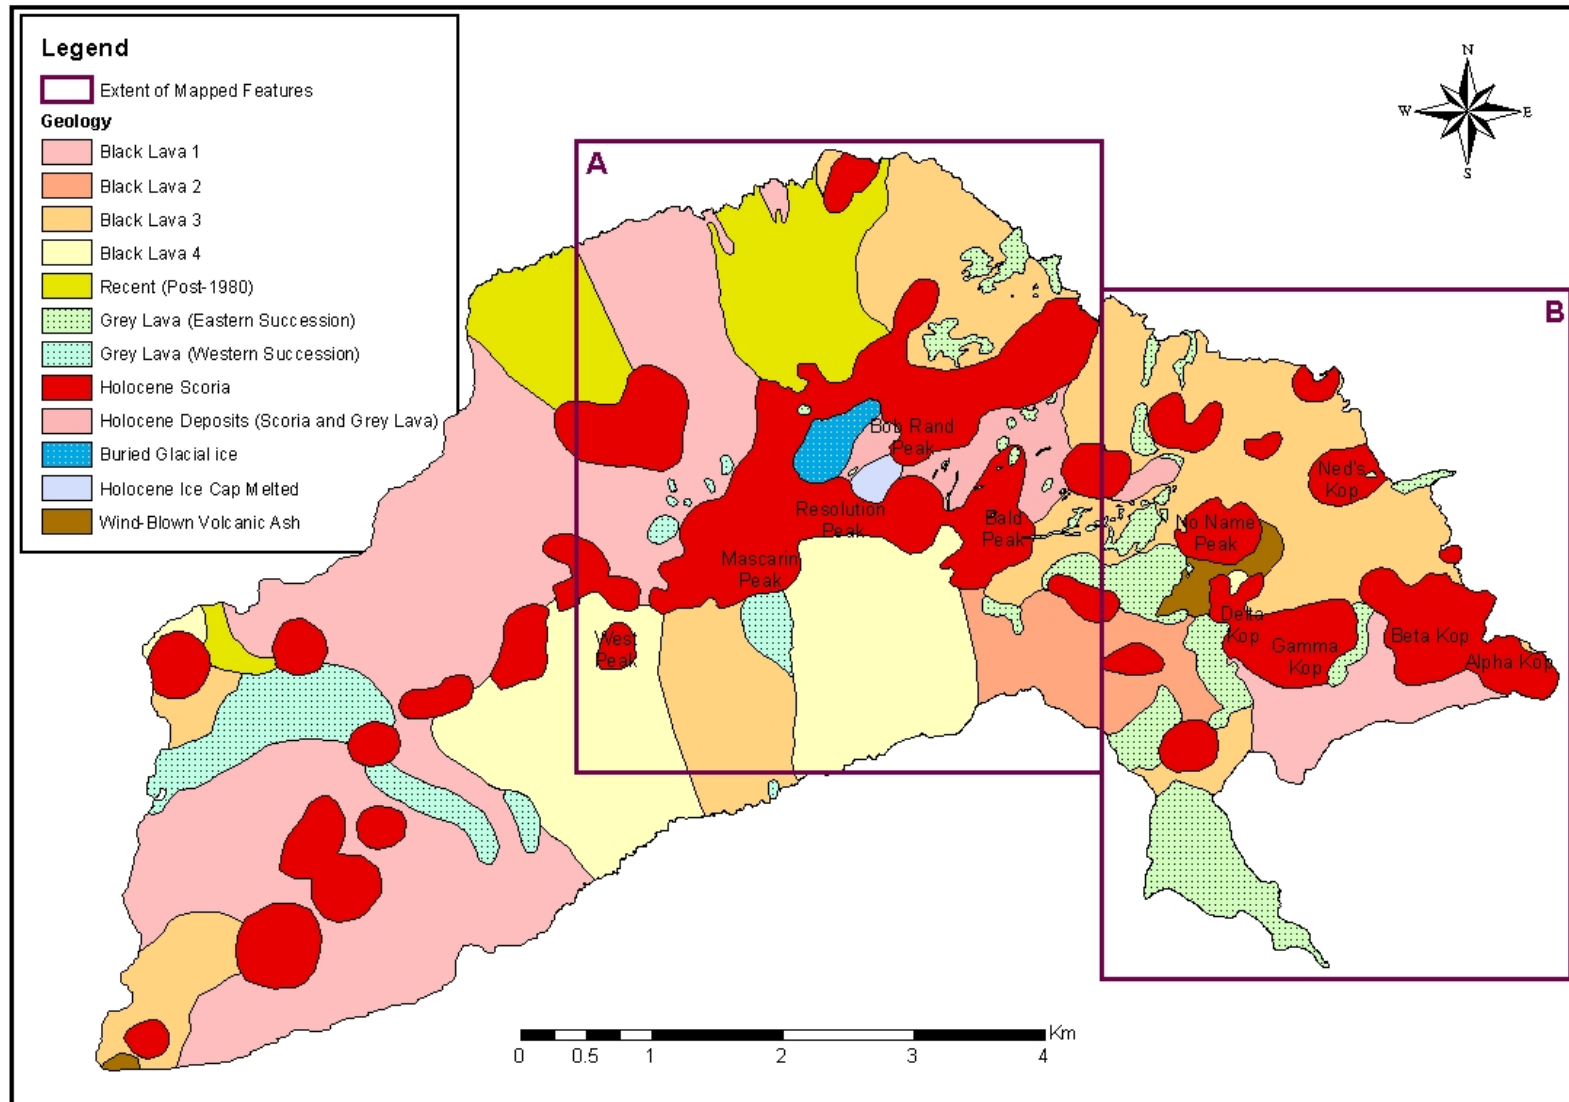 Legend
Extent of Mapped Features
Geology
Black Lava 1
Black Lava 2
Black Lava 3
Black Lava 4
Recent (Post-1980)
Grey Lava (Eastern Succession)
Grey Lava (Western Succession)
Holocene Scoria
Holocene Deposits (Scoria and Grey Lava)
Buried Glacial ice
Holocene Ice Cap Melted
Wind-Blown Volcanic Ash
N
W
E
S
A
B
Bob Rand
Peak
Ned's
Kop
Resolution
Peak
Bald
Peak
No Name
Peak
Mascarin
Peak
West
Peak
Delta
Kop
Gamma
Kop
Beta Kop
Alpha Kop
Km
0 0.5 1 2 3 4